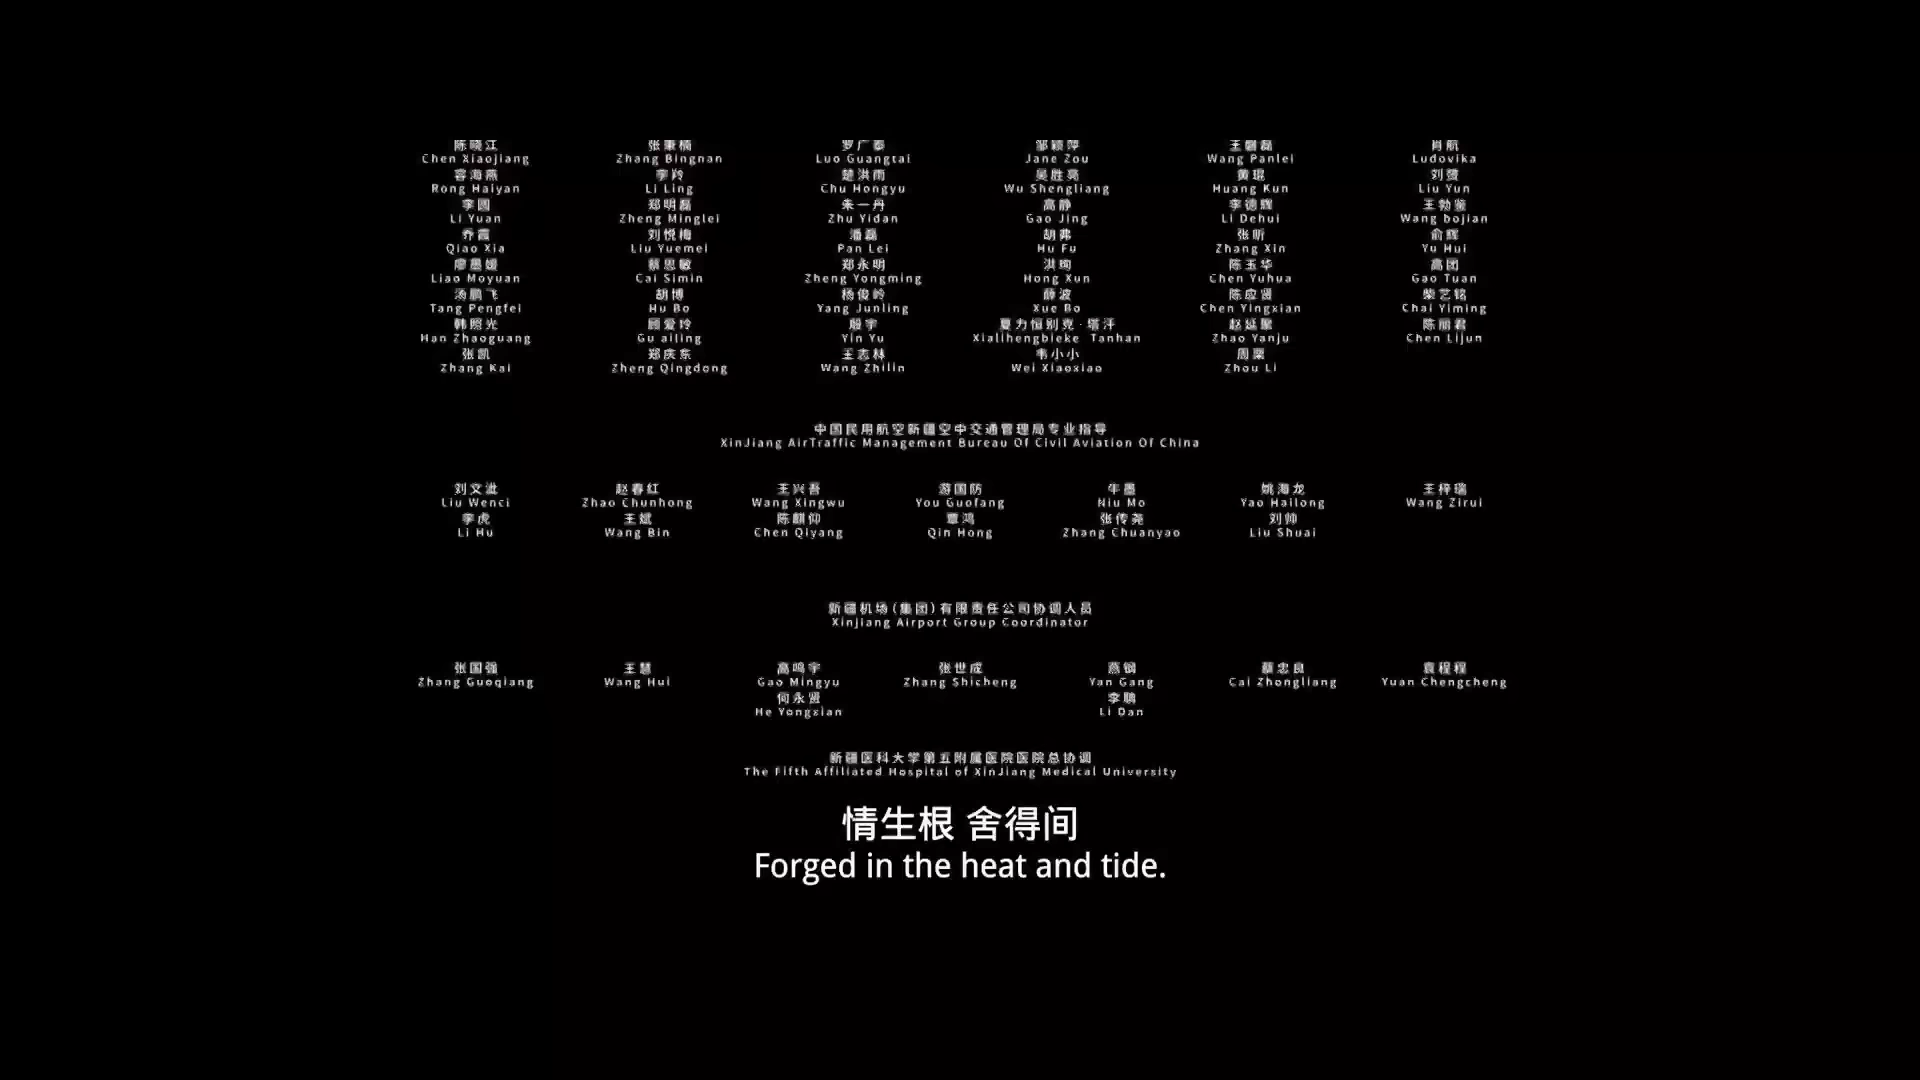 陈晓江 张秉楠 罗广泰 邹颖萍 王磐磊 肖航
Chen Xiaojiang Zhang Bingnan Luo Guangtai Jane Zou Wang Panlei Ludovika
容海燕 李羚 楚洪雨 吴胜亮 黄琨 刘赟
Rong Haiyan Li Ling Chu Hongyu Wu Shengliang Huang Kun Liu Yun
李圆 郑明磊 朱一丹 高静 李德辉 王勃鉴
Li Yuan Zheng Minglei Zhu Yidan Gao Jing Li Dehui Wang bojian
乔霞 刘悦梅 潘磊 胡弗 张昕 俞辉
Qiao Xia Liu Yuemei Pan Lei Hu Fu Zhang Xin Yu Hui
廖墨媛 蔡思敏 郑永明 洪绚 陈玉华 高团
Liao Moyuan Cai Simin Zheng Yongming Hong Xun Chen Yuhua Gao Tuan
汤鹏飞 胡博 杨俊岭 薛波 陈应贤 柴艺铭
Tang Pengfei Hu Bo Yang Junling Xue Bo Chen Yingxian Chai Yiming
韩照光 顾爱玲 殷宇 夏力恒别克·塔汗 赵延聚 陈丽君
Han Zhaoguang Gu ailing Yin Yu Xialihengbieke Tanhan Zhao Yanju Chen Lijun
张凯 郑庆东 王志林 韦小小 周栗
Zhang Kai Zheng Qingdong Wang Zhilin Wei Xiaoxiao Zhou Li
中国民用航空新疆空中交通管理局专业指导
XinJiang AirTraffic Management Bureau Of Civil Aviation Of China
刘文 赵春红 王兴吾 游国防 牛墨 姚海龙 王梓瑞
Liu Wenci Zhao Chunhong Wang Xingwu You Guofang Niu Mo Yao Hailong Wang Zirui
李虎 王斌 陈麒仰 覃鸿 张传尧 刘帅
Li Hu Wang Bin Chen Qiyang Qin Hong Zhang Chuanyao Liu Shuai
新疆机场(集团)有限责任公司协调人员
Xinjiang Airport Group Coordinator
张国强 王慧 高鸣宇 张世成 燕钢 蔡忠良 袁程程
Zhang Guoqiang Wang Hui Gao Mingyu Zhang Shicheng Yan Gang Cai Zhongliang Yuan Chengcheng
何永贤 李
He Yongxian Li Dan
新疆医科大学第五附属医院医院总协调
The Fifth Affiliated Hospital of XinJiang Medical University
情生根 舍得间
Forged in the heat and tide.